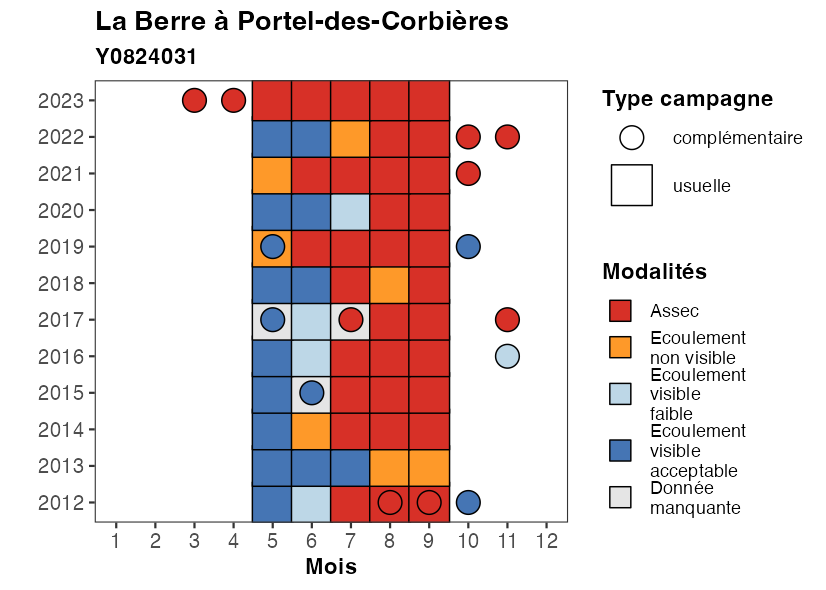 La Berre à Portel-des-Corbières
Y0824031
2023
2022
2021
2020
2019
2018
2017
2016
2015
2014
2013
2012
1 2 3 4 5 6 7 8 9 10 11 12
Mois
Type campagne
complémentaire
usuelle
Modalités
Assec
Ecoulement
non visible
Ecoulement
visible
faible
Ecoulement
visible
acceptable
Donnée
manquante